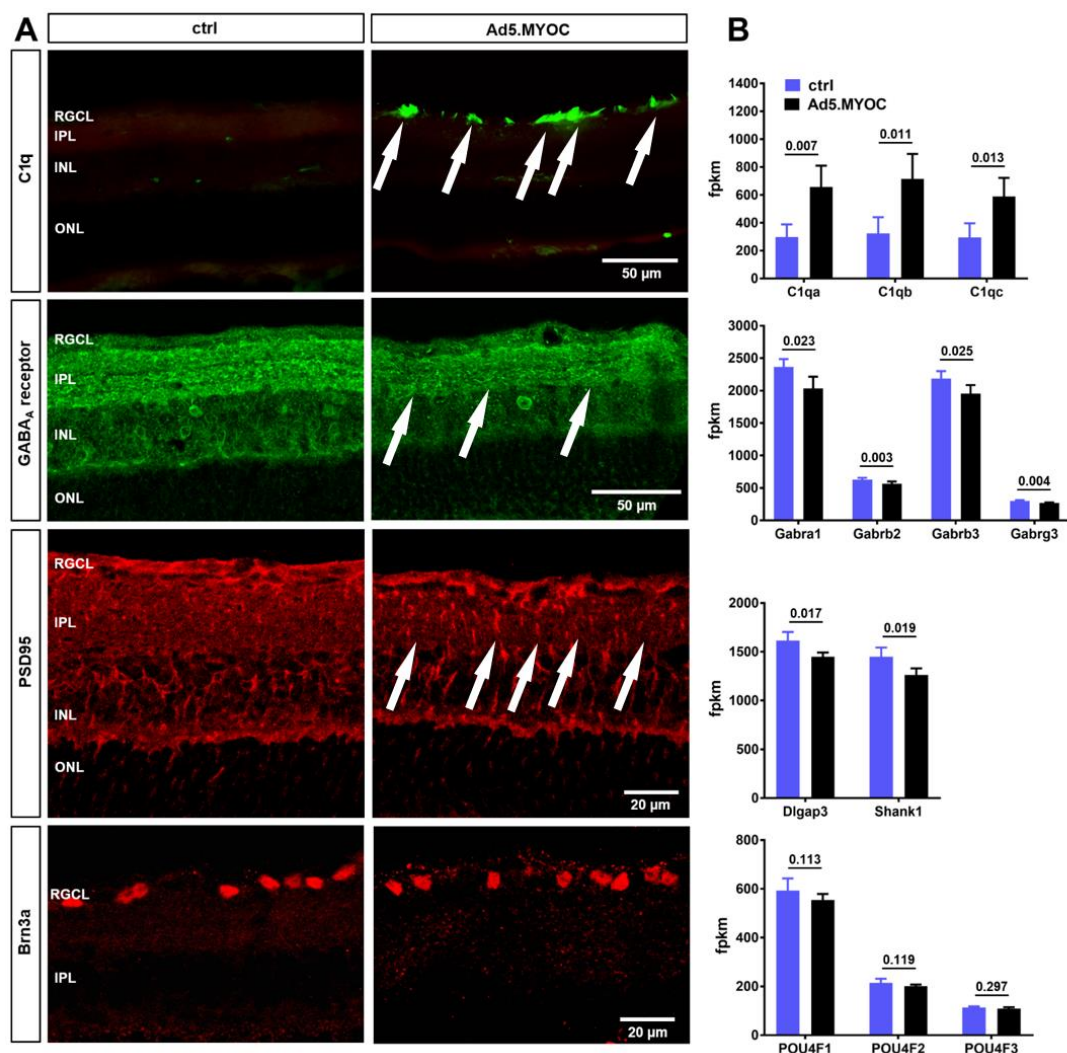 A
ctrl
Ad5.MYOC
C1q
RGCL
IPL
INL
ONL
50 µm
GABAA receptor
RGCL
IPL
INL
ONL
50 µm
PSD95
RGCL
IPL
INL
ONL
20 µm
Brn3a
RGCL
IPL
20 µm
B
ctrl
Ad5.MYOC
fpkm
1400
1200
1000
800
600
400
200
0
0.007
0.011
0.013
C1qa C1qb C1qc
fpkm
3000
2500
2000
1500
1000
500
0
0.023
0.003
0.025
0.004
Gabra1 Gabrb2 Gabrb3 Gabrg3
fpkm
2000
1500
1000
500
0
0.017
0.019
Dlgap3 Shank1
fpkm
800
600
400
200
0
0.113
0.119
0.297
POU4F1 POU4F2 POU4F3